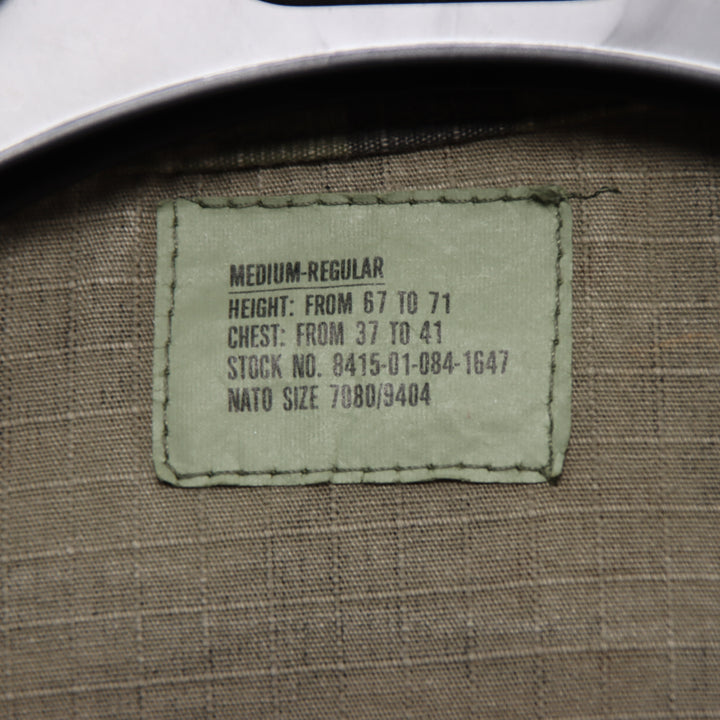 MEDIUM-REGULAR
HEIGHT: FROM 67 TO 71
CHEST: FROM 37 TO 41
STOCK NO. 8415-01-084-1647
NATO SIZE 7080/9404